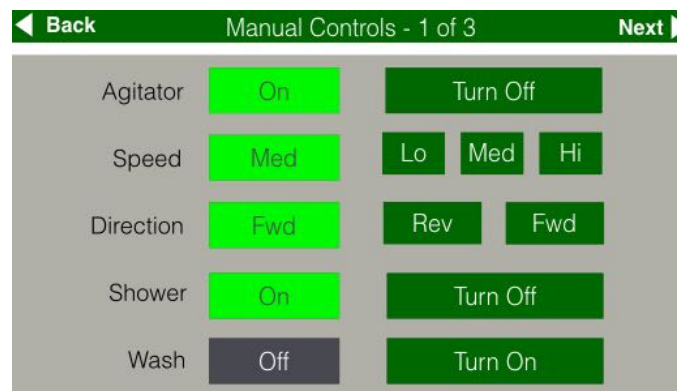 Back Manual Controls - 1 of 3 Next
Agitator On Turn Off
Speed Med Lo Med Hi
Direction Fwd Rev Fwd
Shower On Turn Off
Wash Off Turn On